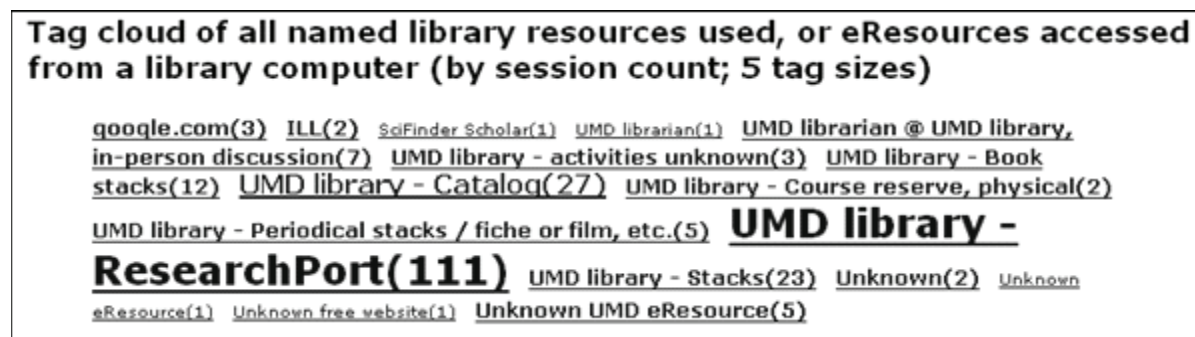 Tag cloud of all named library resources used, or eResources accessed
from a library computer (by session count; 5 tag sizes)
google.com(3) ILL(2) SciFinder Scholar(1) UMD librarian(1) UMD librarian @ UMD library,
in-person discussion(7) UMD library - activities unknown(3) UMD library - Book
stacks(12) UMD library - Catalog(27) UMD library - Course reserve, physical(2)
UMD library - Periodical stacks / fiche or film, etc.(5) UMD library -
ResearchPort(111) UMD library - Stacks(23) Unknown(2) Unknown
eResource(1) Unknown free website(1) Unknown UMD eResource(5)